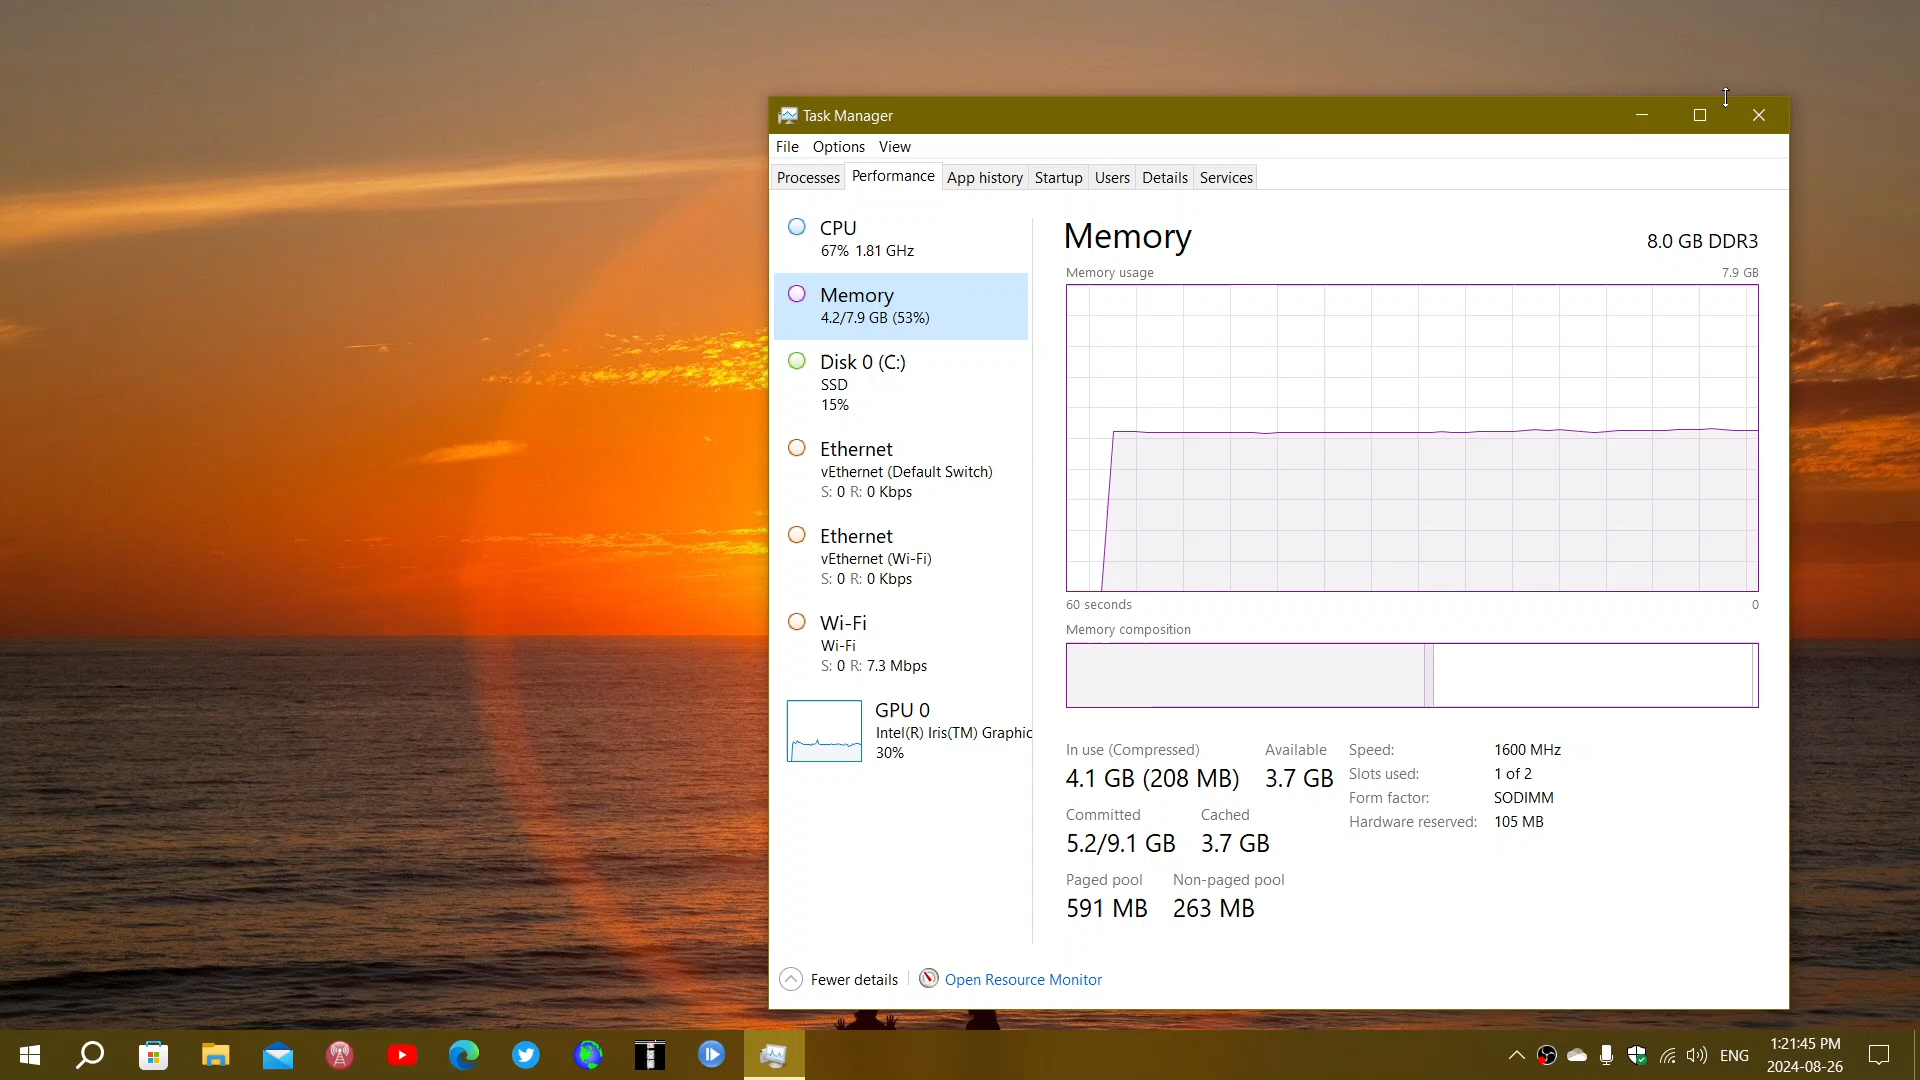 Task Manager
File Options View
Processes Performance App history Startup Users Details Services
CPU
67% 1.81 GHz
Memory
4.2/7.9 GB (53%)
Disk 0 (C:)
SSD
15%
Ethernet
vEthernet (Default Switch)
S: 0 R: 0 Kbps
Ethernet
vEthernet (Wi-Fi)
S: 0 R: 0 Kbps
Wi-Fi
Wi-Fi
S: 0 R: 7.3 Mbps
GPU 0
Intel(R) Iris(TM) Graphic
30%
Memory 8.0 GB DDR3
Memory usage 7.9 GB
60 seconds 0
Memory composition
In use (Compressed) Available
4.1 GB (208 MB) 3.7 GB
Committed Cached
5.2/9.1 GB 3.7 GB
Paged pool Non-paged pool
591 MB 263 MB
Speed: 1600 MHz
Slots used: 1 of 2
Form factor: SODIMM
Hardware reserved: 105 MB
Fewer details Open Resource Monitor
ENG
1:21:45 PM
2024-08-26